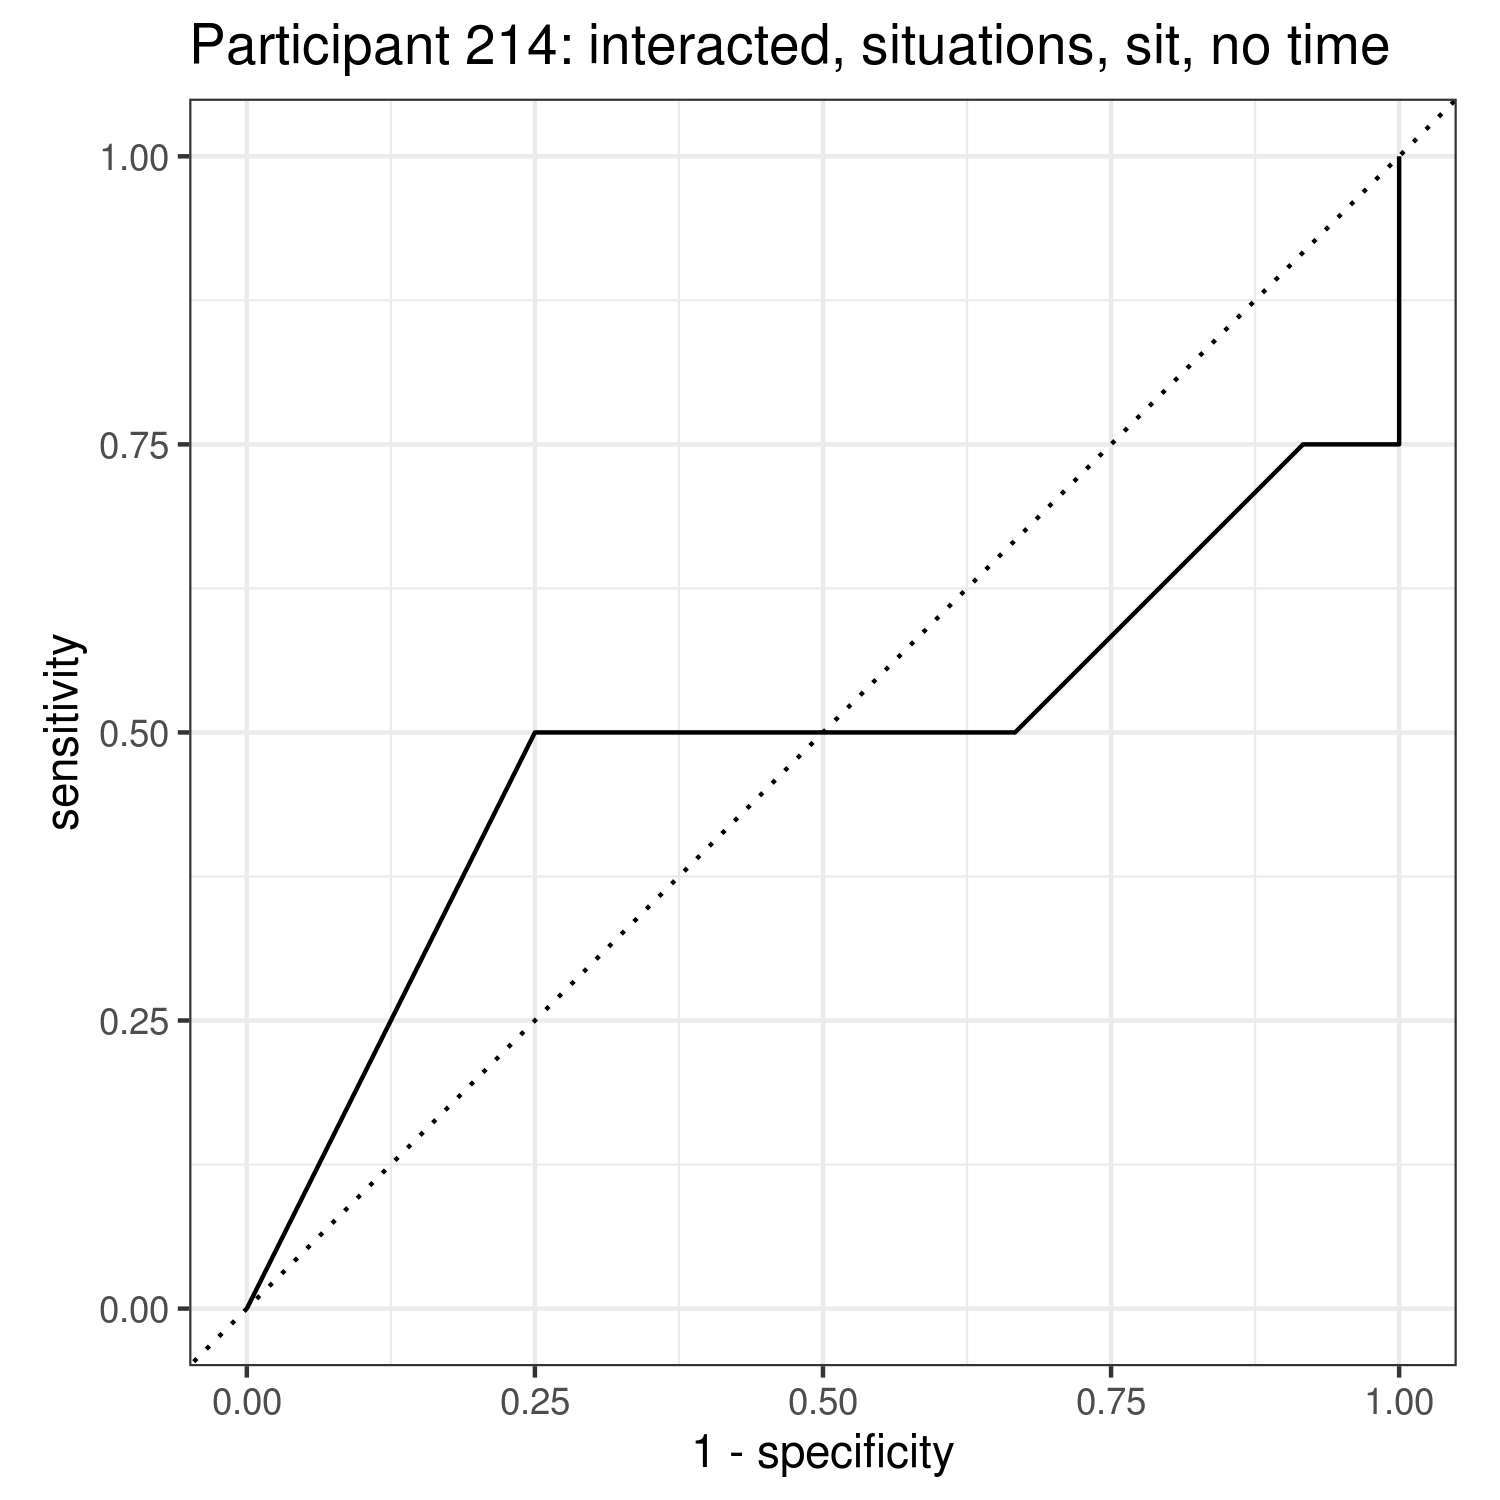 Participant 214: interacted, situations, sit, no time
1.00
0.75
0.50
0.25
0.00
sensitivity
0.00 0.25 0.50 0.75 1.00
1 - specificity